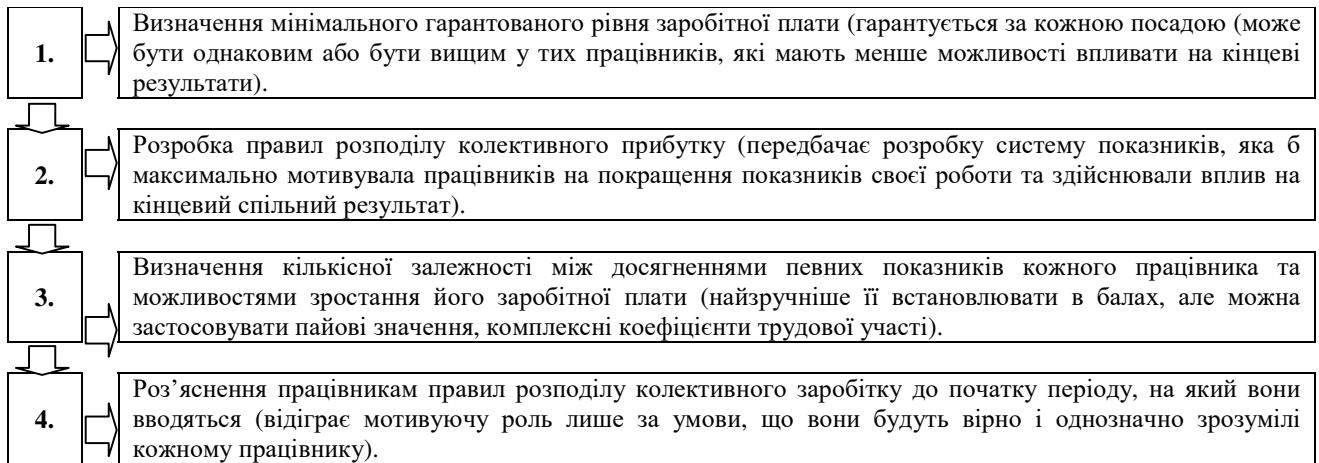 1.
Визначення мінімального гарантованого рівня заробітної плати (гарантується за кожною посадою (може
бути однаковим або бути вищим у тих працівників, які мають менше можливості впливати на кінцеві
результати).
2.
Розробка правил розподілу колективного прибутку (передбачає розробку систему показників, яка б
максимально мотивувала працівників на покращення показників своєї роботи та здійснювали вплив на
кінцевий спільний результат).
3.
Визначення кількісної залежності між досягненнями певних показників кожного працівника та
можливостями зростання його заробітної плати (найзручніше її встановлювати в балах, але можна
застосовувати пайові значення, комплексні коефіцієнти трудової участі).
4.
Роз’яснення працівникам правил розподілу колективного заробітку до початку періоду, на який вони
вводяться (відіграє мотивуючу роль лише за умови, що вони будуть вірно і однозначно зрозумілі
кожному працівнику).